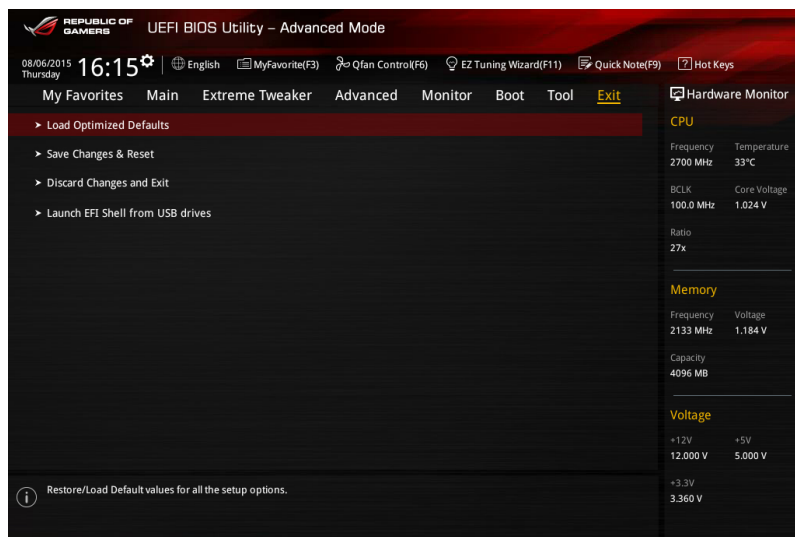 REPUBLIC OF
GAMERS
UEFI BIOS Utility – Advanced Mode
08/06/2015
Thursday
16:15
English
MyFavorite(F3)
Qfan Control(F6)
EZ Tuning Wizard(F11)
Quick Note(F9)
? Hot Keys
My Favorites Main Extreme Tweaker Advanced Monitor Boot Tool Exit
Hardware Monitor
> Load Optimized Defaults
> Save Changes & Reset
> Discard Changes and Exit
> Launch EFI Shell from USB drives
CPU
Frequency Temperature
2700 MHz 33°C
BCLK Core Voltage
100.0 MHz 1.024 V
Ratio
27x
Memory
Frequency Voltage
2133 MHz 1.184 V
Capacity
4096 MB
Voltage
+12V +5V
12.000 V 5.000 V
+3.3V
3.360 V
i Restore/Load Default values for all the setup options.